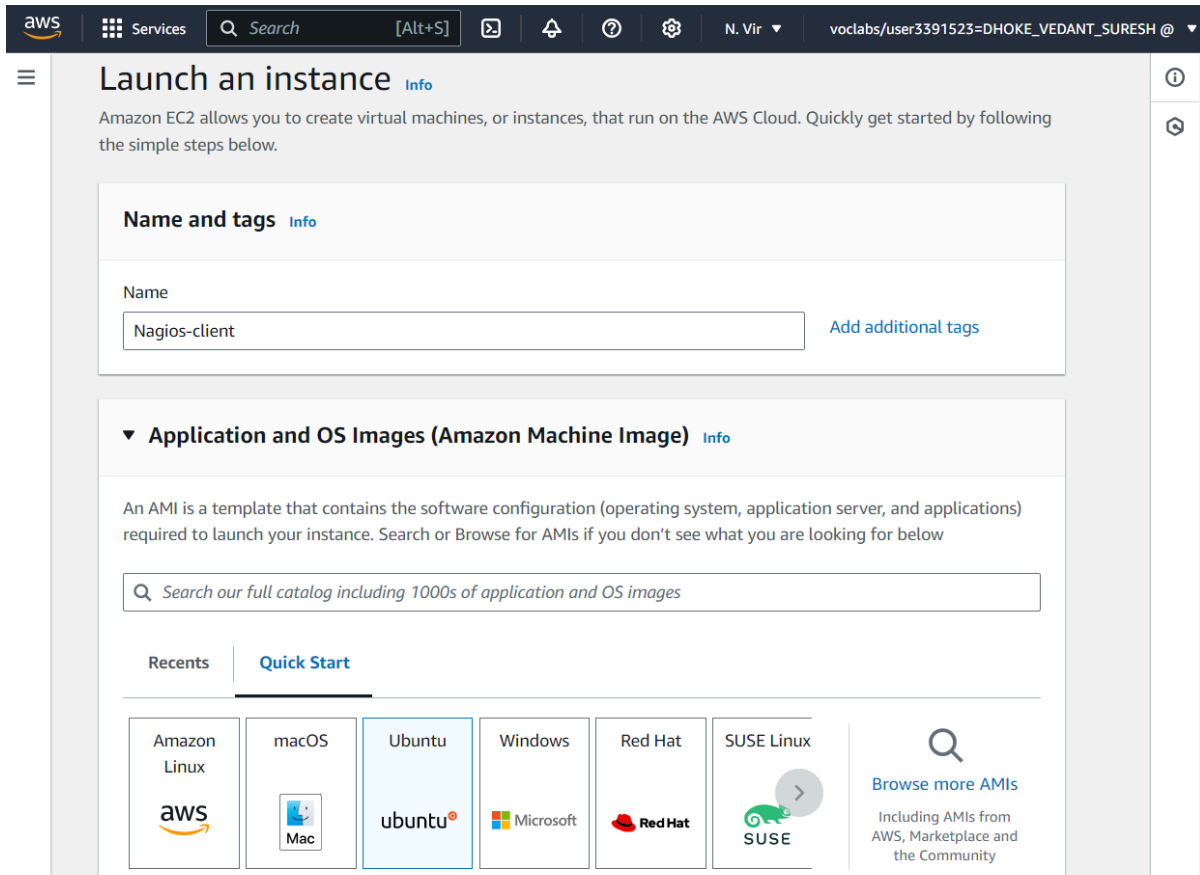 aws Services Search [Alt+S] N. Vir voclabs/user3391523=DHOKE_VEDANT_SURESH @
Launch an instance Info
Amazon EC2 allows you to create virtual machines, or instances, that run on the AWS Cloud. Quickly get started by following
the simple steps below.
Name and tags Info
Name
Nagios-client
Add additional tags
Application and OS Images (Amazon Machine Image) Info
An AMI is a template that contains the software configuration (operating system, application server, and applications)
required to launch your instance. Search or Browse for AMIs if you don’t see what you are looking for below
Search our full catalog including 1000s of application and OS images
Recents Quick Start
Amazon
Linux
aws
macOS
Mac
Ubuntu
ubuntu
Windows
Microsoft
Red Hat
Red Hat
SUSE Linux
SUSE
Browse more AMIs
Including AMIs from
AWS, Marketplace and
the Community